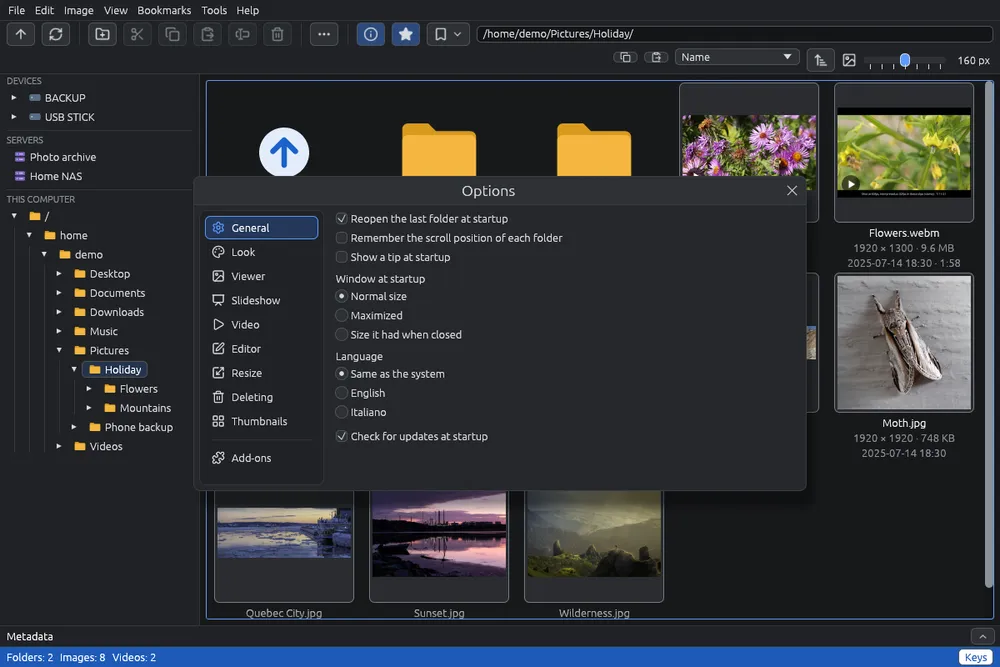 File Edit Image View Bookmarks Tools Help
/home/demo/Pictures/Holiday/
Name
160 px
DEVICES
BACKUP
USB STICK
SERVERS
Photo archive
Home NAS
THIS COMPUTER
/
home
demo
Desktop
Documents
Downloads
Music
Pictures
Holiday
Flowers
Mountains
Phone backup
Videos
Flowers.webm
1920 × 1300 · 9.6 MB
2025-07-14 18:30 · 1:58
Moth.jpg
1920 × 1920 · 748 KB
2025-07-14 18:30
Options
General
Look
Viewer
Slideshow
Video
Editor
Resize
Deleting
Thumbnails
Add-ons
Reopen the last folder at startup
Remember the scroll position of each folder
Show a tip at startup
Window at startup
Normal size
Maximized
Size it had when closed
Language
Same as the system
English
Italiano
Check for updates at startup
Quebec City.jpg
Sunset.jpg
Wilderness.jpg
Metadata
Folders: 2 Images: 8 Videos: 2
Keys